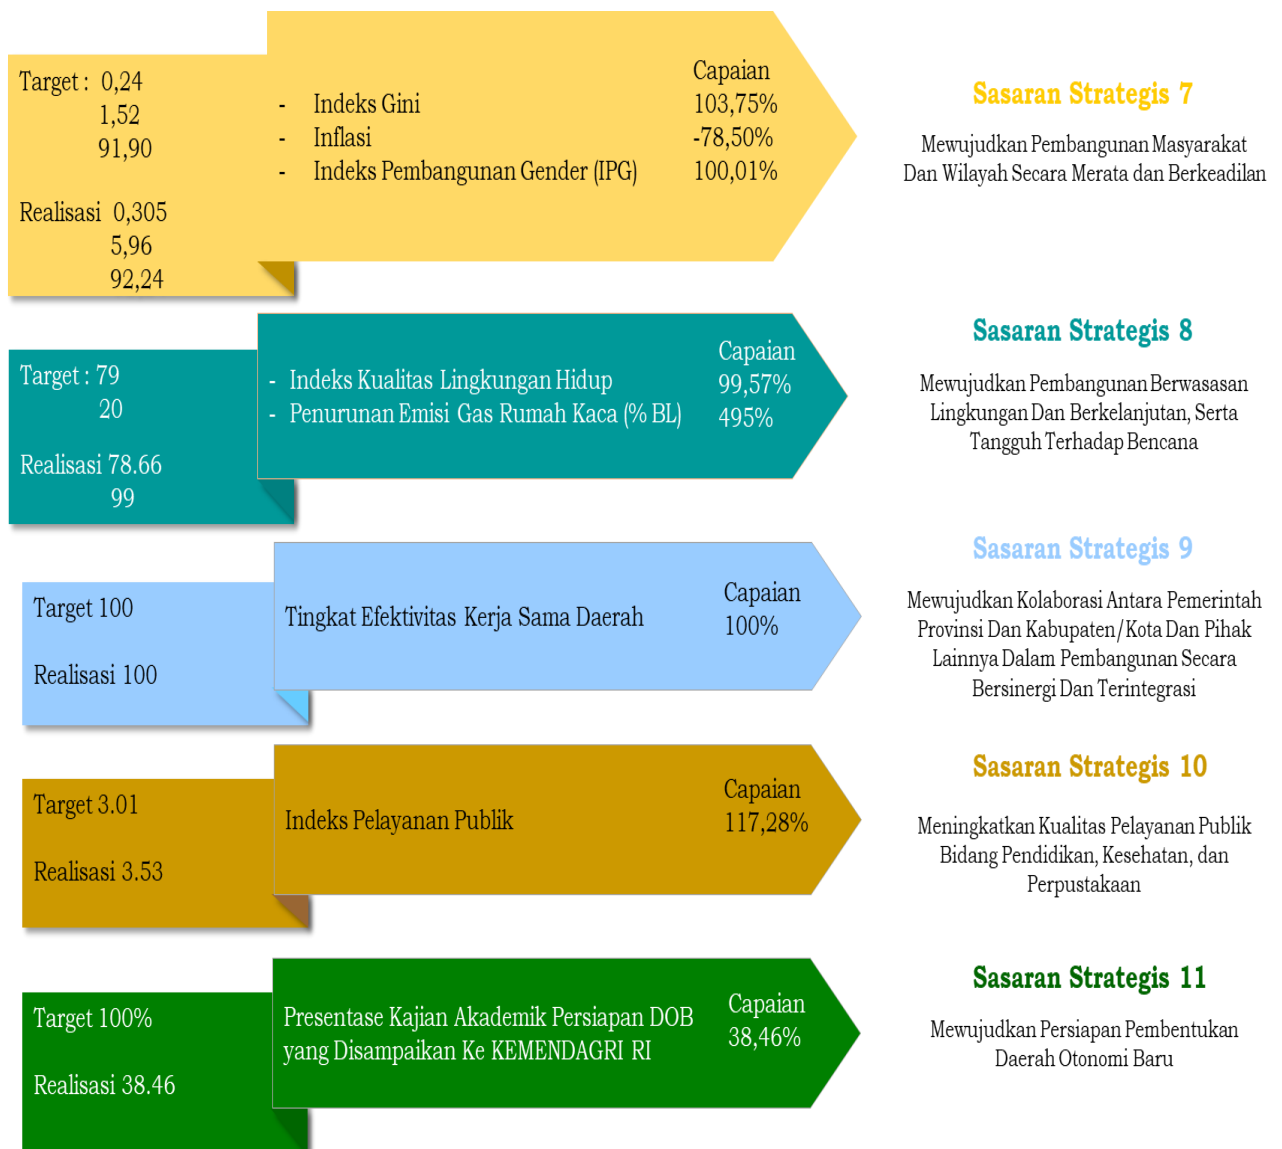 Target :  0,24
1,52
91,90
Realisasi  0,305
5,96
92,24
Capaian
- Indeks Gini 103,75%
- Inflasi -78,50%
- Indeks Pembangunan Gender (IPG) 100,01%
Sasaran Strategis 7
Mewujudkan Pembangunan Masyarakat
Dan Wilayah Secara Merata dan Berkeadilan
Target : 79
20
Realisasi 78.66
99
Capaian
- Indeks Kualitas Lingkungan Hidup 99,57%
- Penurunan Emisi Gas Rumah Kaca (% BL) 495%
Sasaran Strategis 8
Mewujudkan Pembangunan Berwasasan
Lingkungan Dan Berkelanjutan, Serta
Tangguh Terhadap Bencana
Target 100
Realisasi 100
Tingkat Efektivitas Kerja Sama Daerah
Capaian
100%
Sasaran Strategis 9
Mewujudkan Kolaborasi Antara Pemerintah
Provinsi Dan Kabupaten/Kota Dan Pihak
Lainnya Dalam Pembangunan Secara
Bersinergi Dan Terintegrasi
Target 3.01
Realisasi 3.53
Indeks Pelayanan Publik
Capaian
117,28%
Sasaran Strategis 10
Meningkatkan Kualitas Pelayanan Publik
Bidang Pendidikan, Kesehatan, dan
Perpustakaan
Target 100%
Realisasi 38.46
Presentase Kajian Akademik Persiapan DOB
yang Disampaikan Ke KEMENDAGRI RI
Capaian
38,46%
Sasaran Strategis 11
Mewujudkan Persiapan Pembentukan
Daerah Otonomi Baru